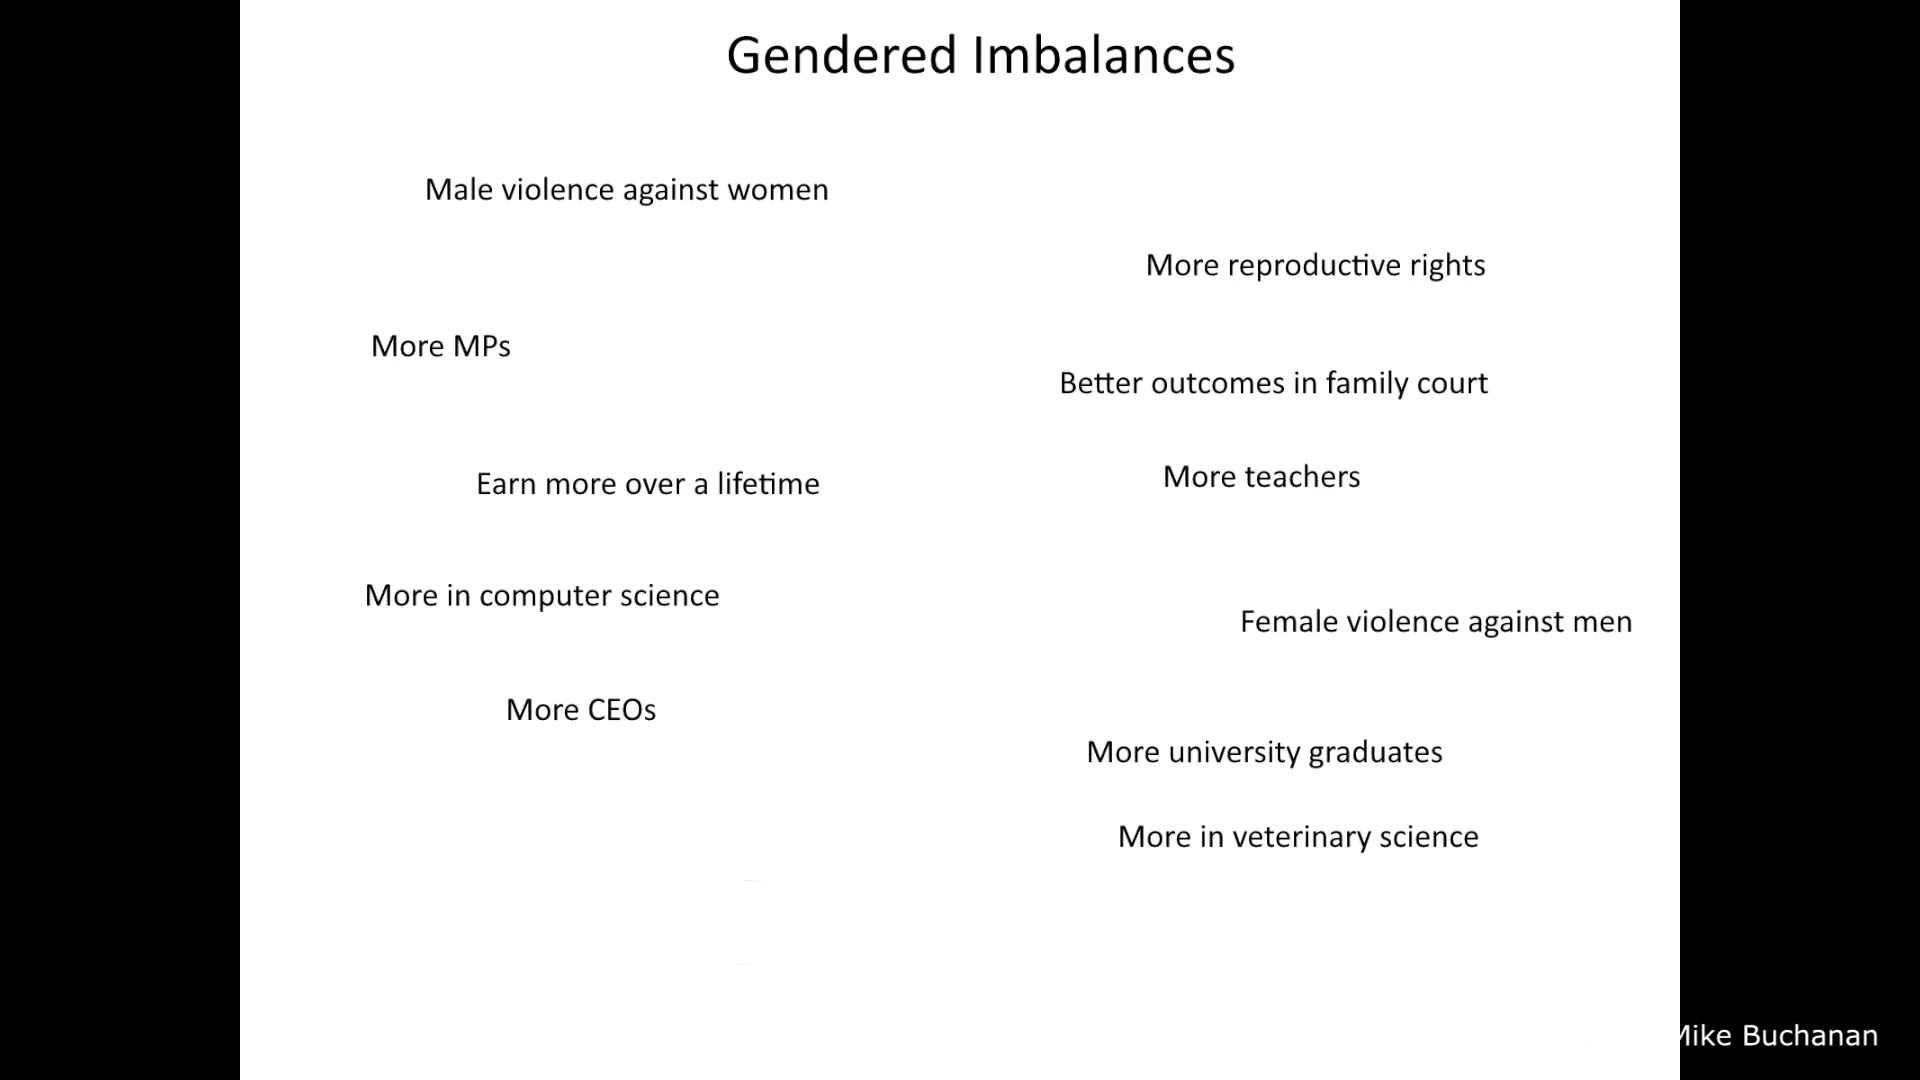 Gendered Imbalances
Male violence against women
More reproductive rights
More MPs
Better outcomes in family court
More teachers
Earn more over a lifetime
More in computer science
Female violence against men
More CEOs
More university graduates
More in veterinary science
Mike Buchanan